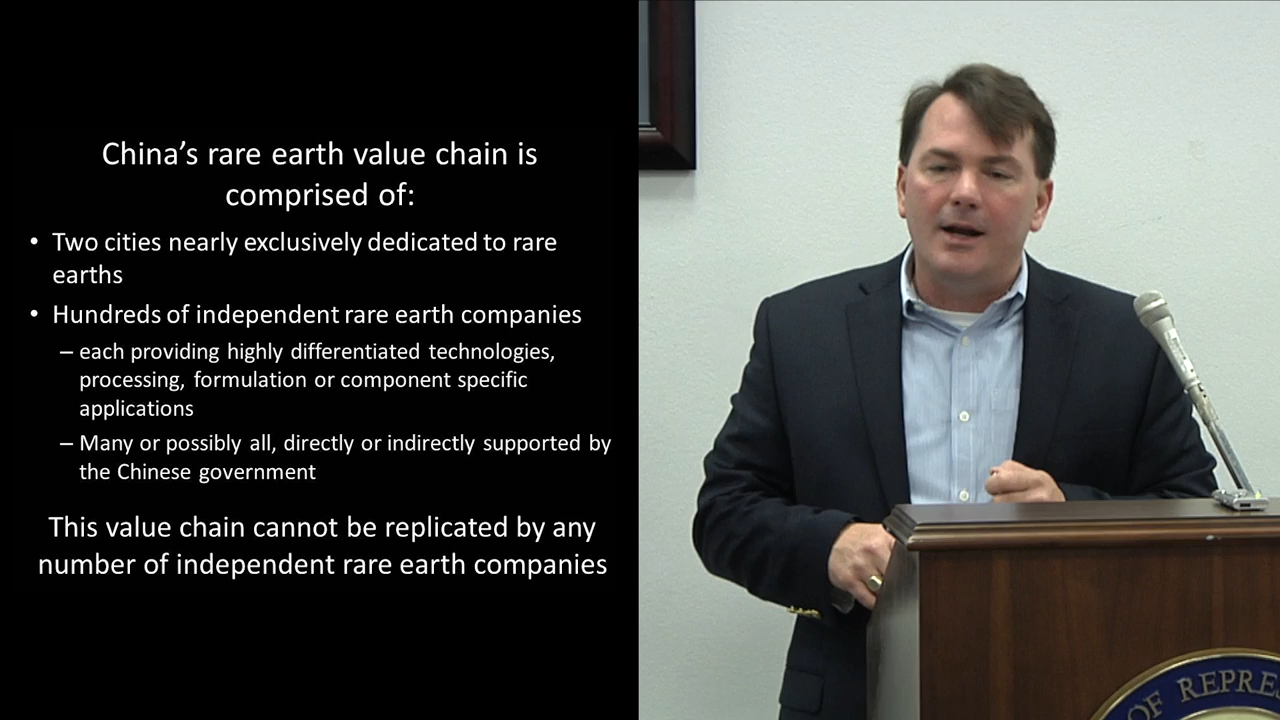 China’s rare earth value chain is
comprised of:
• Two cities nearly exclusively dedicated to rare
earths
• Hundreds of independent rare earth companies
– each providing highly differentiated technologies,
processing, formulation or component specific
applications
– Many or possibly all, directly or indirectly supported by
the Chinese government
This value chain cannot be replicated by any
number of independent rare earth companies
OF REPRE